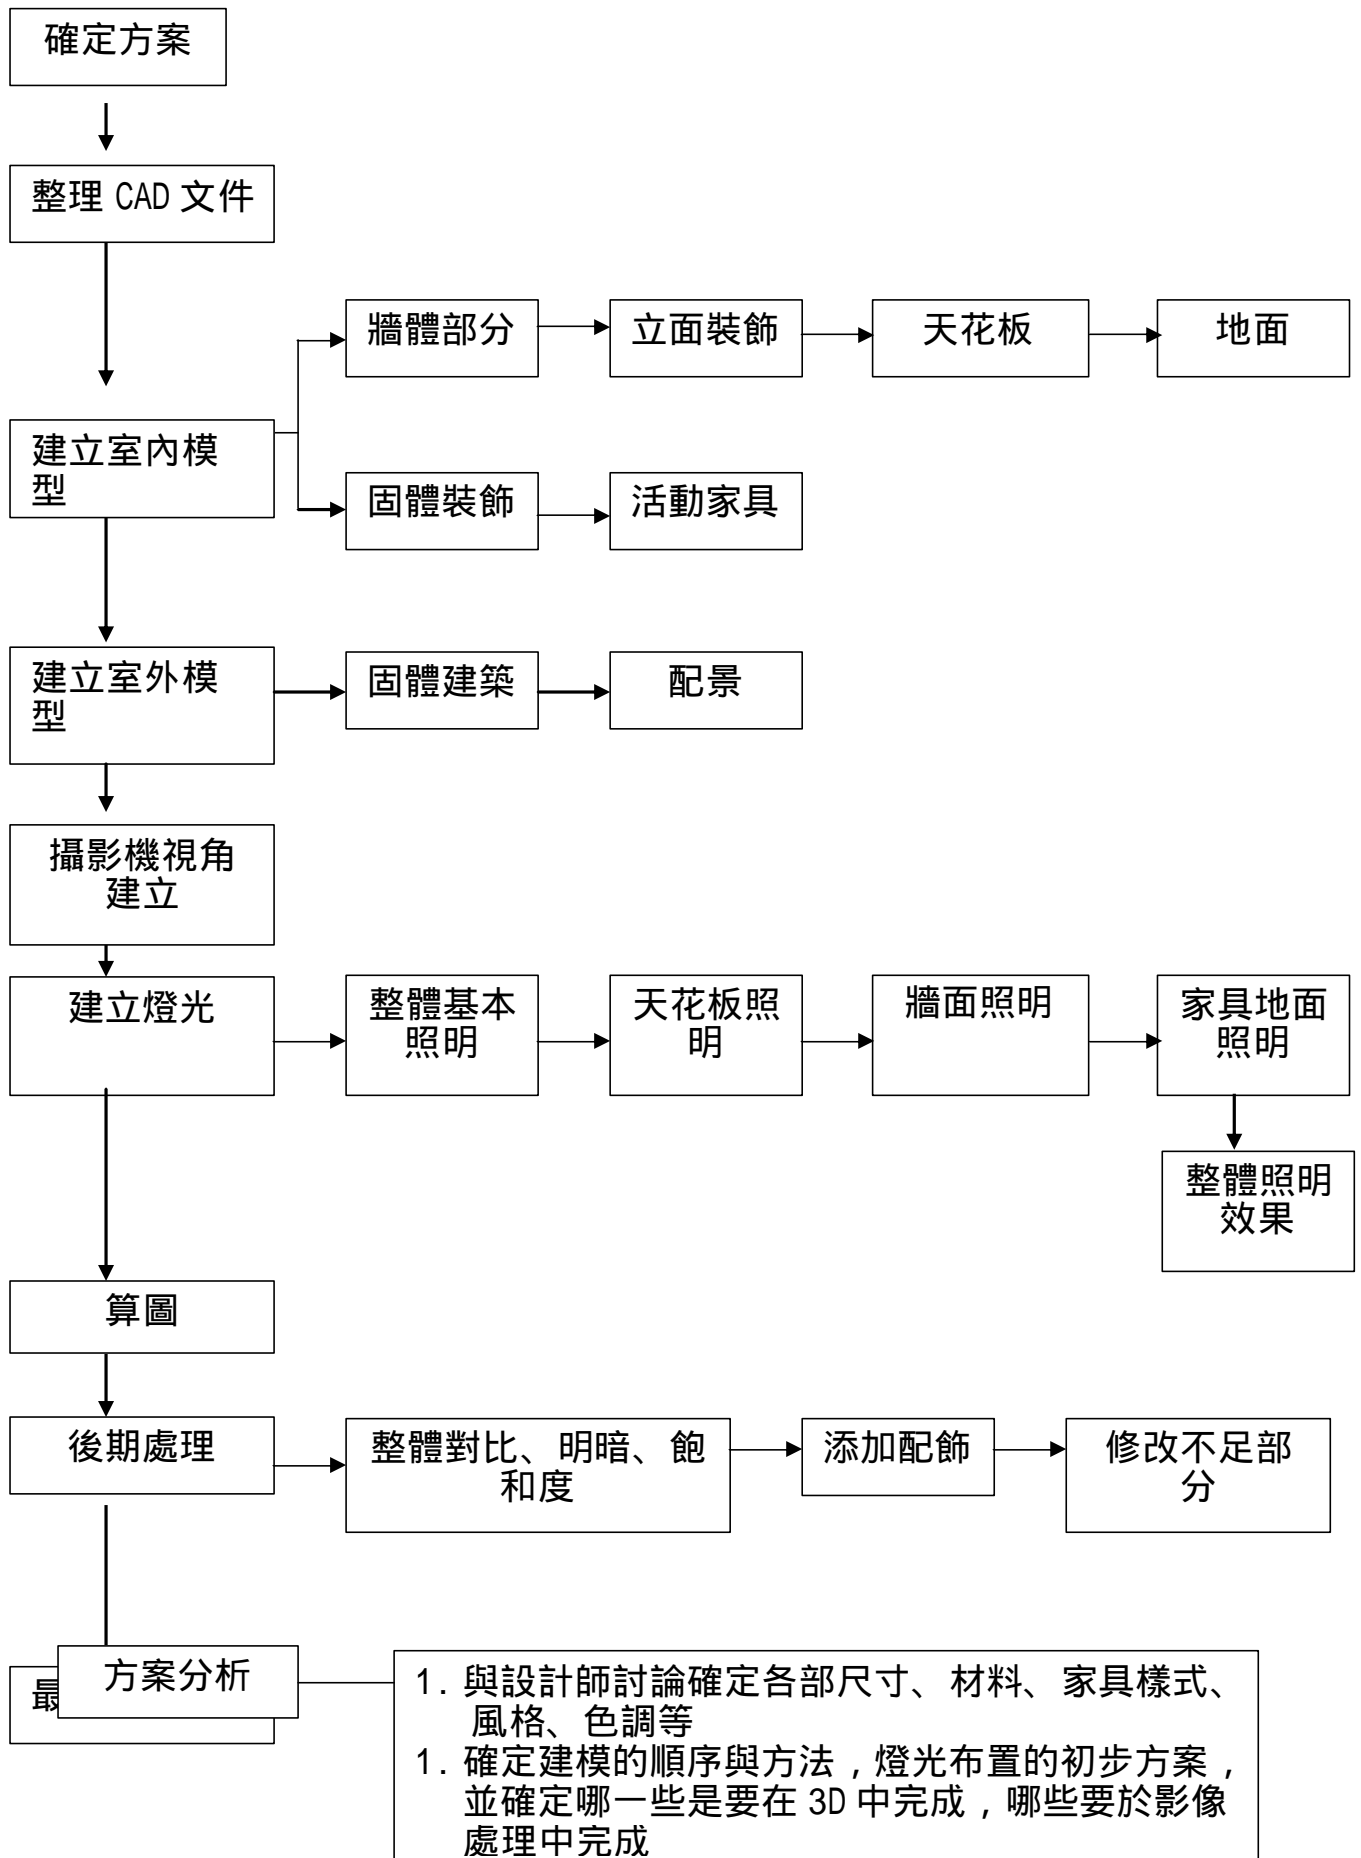 確定方案
整理 CAD 文件
牆體部分
立面裝飾
天花板
地面
建立室內模
型
固體裝飾
活動家具
建立室外模
型
固體建築
配景
攝影機視角
建立
建立燈光
整體基本
照明
天花板照
明
牆面照明
家具地面
照明
整體照明
效果
算圖
後期處理
整體對比、明暗、飽
和度
添加配飾
修改不足部
分
最
方案分析
1. 與設計師討論確定各部尺寸、材料、家具樣式、
風格、色調等
1. 確定建模的順序與方法，燈光布置的初步方案，
並確定哪一些是要在 3D 中完成，哪些要於影像
處理中完成